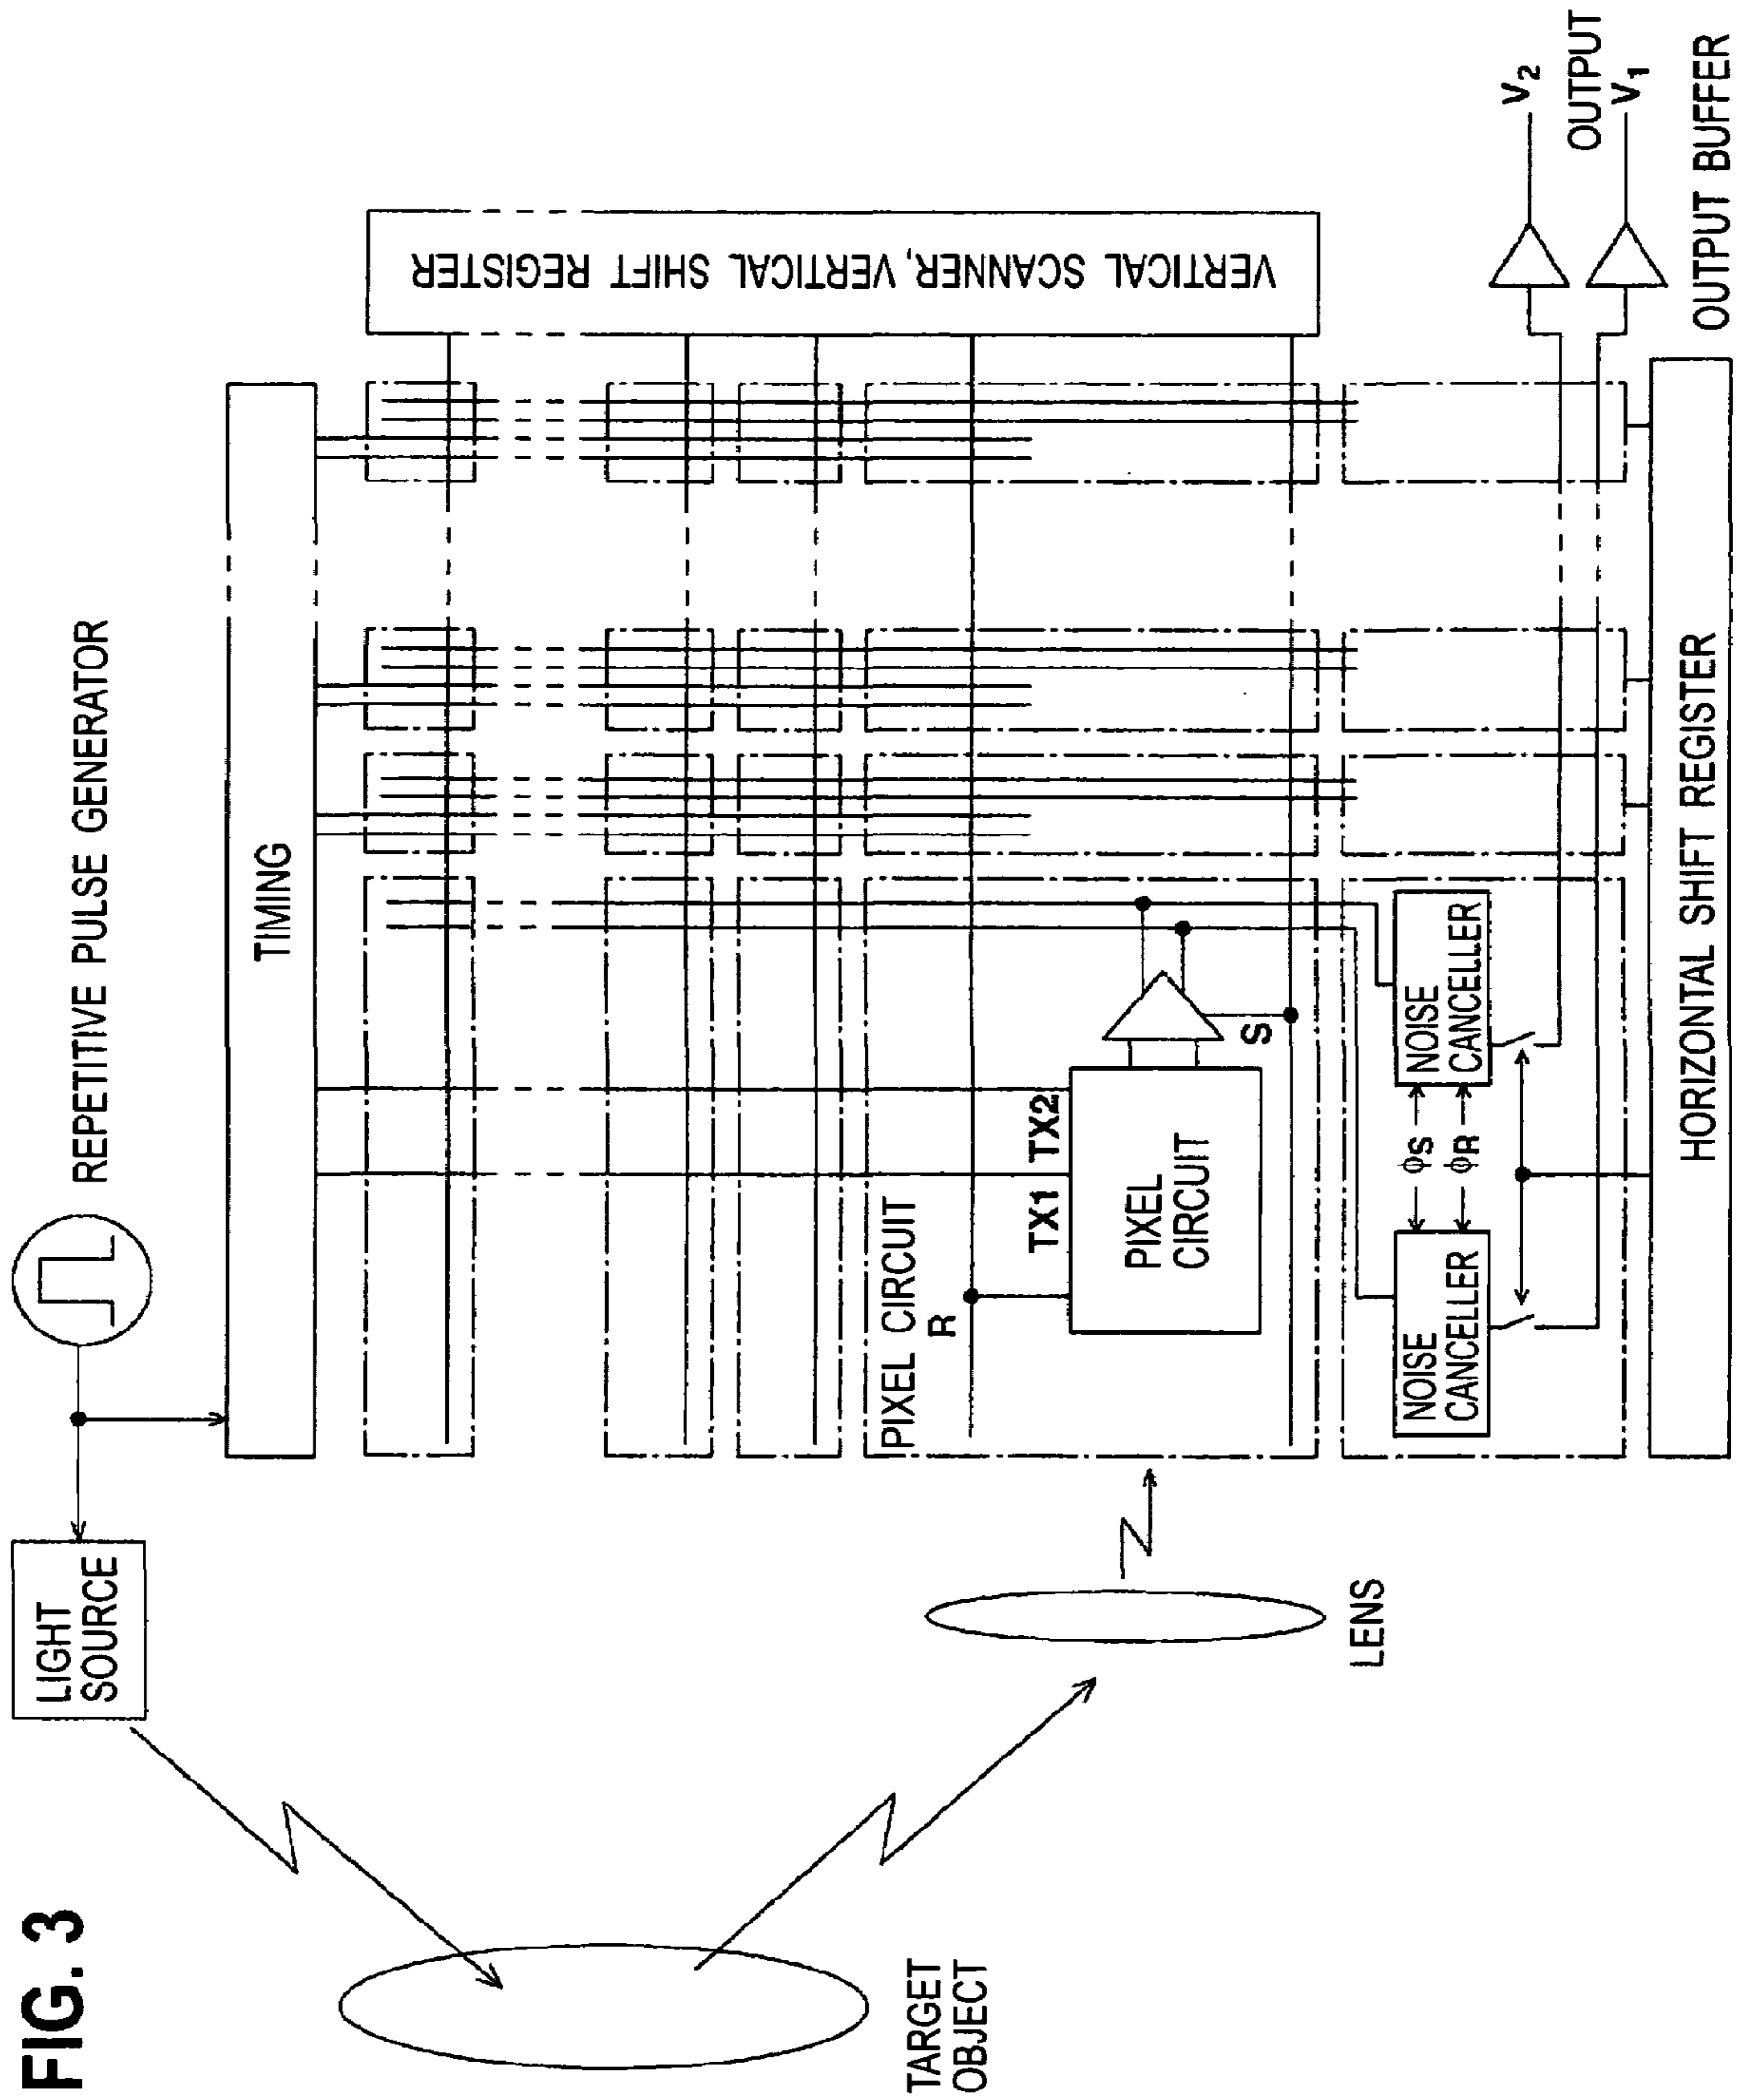 FIG. 3
REPETITIVE PULSE GENERATOR
LIGHT
SOURCE
TIMING
TARGET
OBJECT
LENS
VERTICAL SCANNER, VERTICAL SHIFT REGISTER
PIXEL CIRCUIT
R
TX1 TX2
PIXEL
CIRCUIT
S
NOISE
CANCELLER
ΦS
ΦR
NOISE
CANCELLER
V2
OUTPUT
V1
OUTPUT BUFFER
HORIZONTAL SHIFT REGISTER